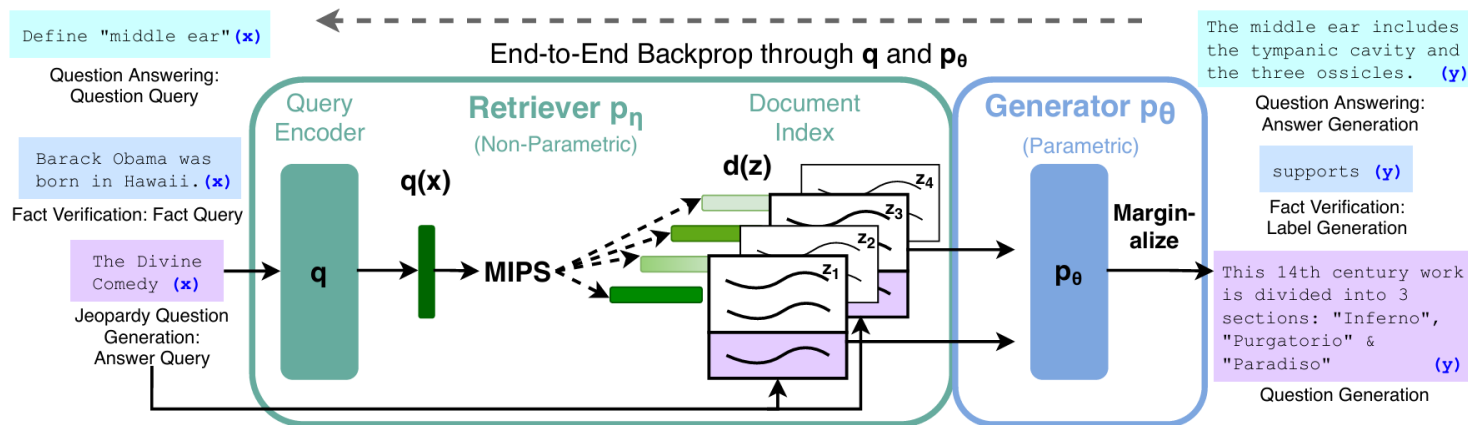 Define "middle ear" (x)
Question Answering:
Question Query
Barack Obama was
born in Hawaii. (x)
Fact Verification: Fact Query
The Divine
Comedy (x)
Jeopardy Question
Generation:
Answer Query
End-to-End Backprop through q and pθ
Query
Encoder
q
q(x)
Retriever pη
(Non-Parametric)
MIPS
Document
Index
d(z)
z4
z3
z2
z1
Generator pθ
(Parametric)
pθ
Margin-
alize
The middle ear includes
the tympanic cavity and
the three ossicles. (y)
Question Answering:
Answer Generation
supports (y)
Fact Verification:
Label Generation
This 14th century work
is divided into 3
sections: "Inferno",
"Purgatorio" &
"Paradiso" (y)
Question Generation